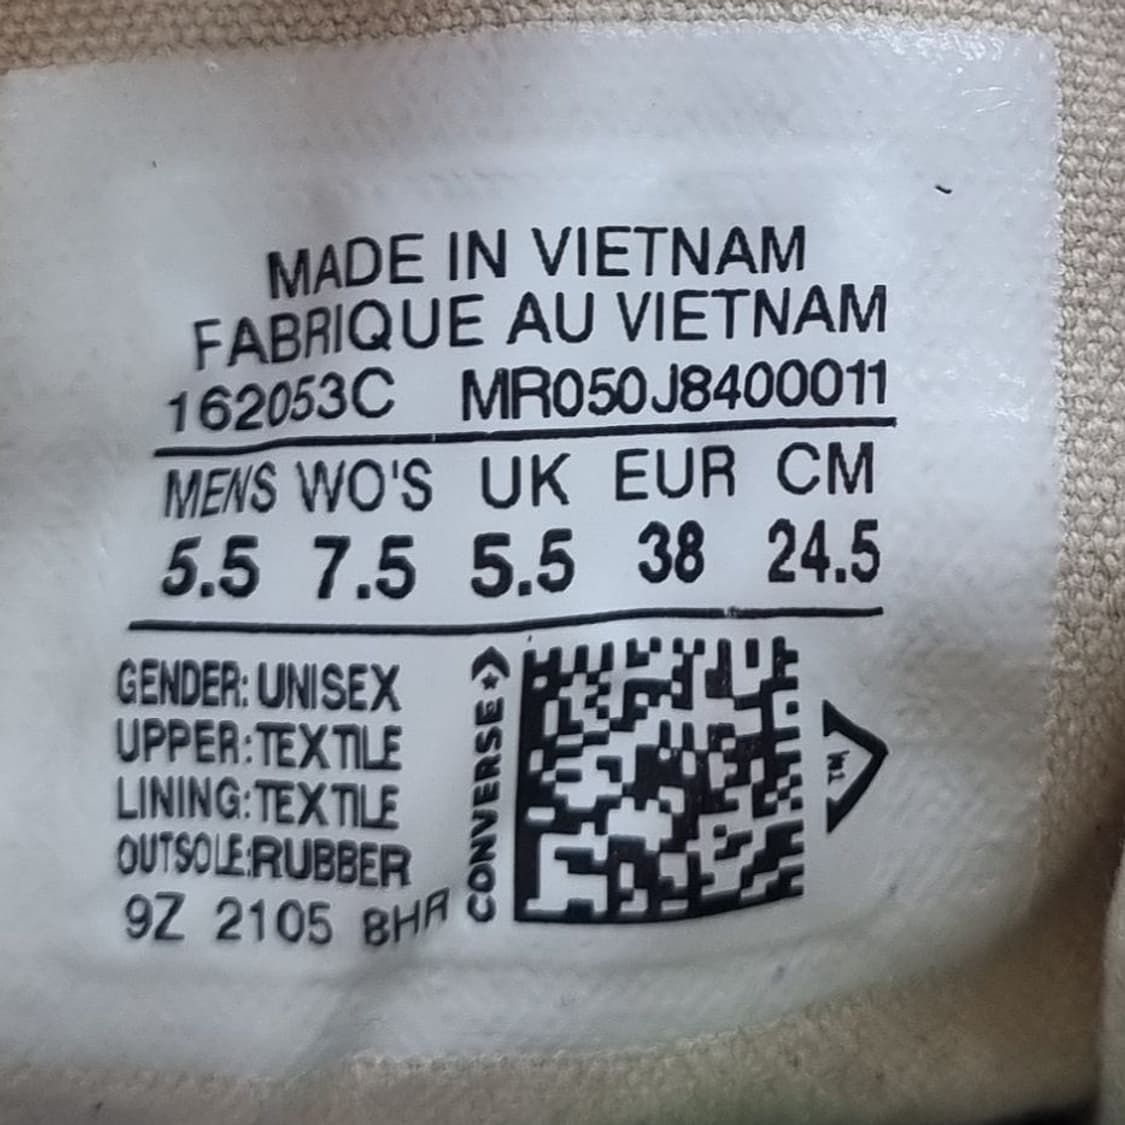 MADE IN VIETNAM
FABRIQUE AU VIETNAM
162053C MR050J8400011
MENS WO'S UK EUR CM
5.5 7.5 5.5 38 24.5
GENDER: UNISEX
UPPER: TEXTILE
LINING: TEXTILE
OUTSOLE: RUBBER
9Z 2105 8HA
CONVERSE